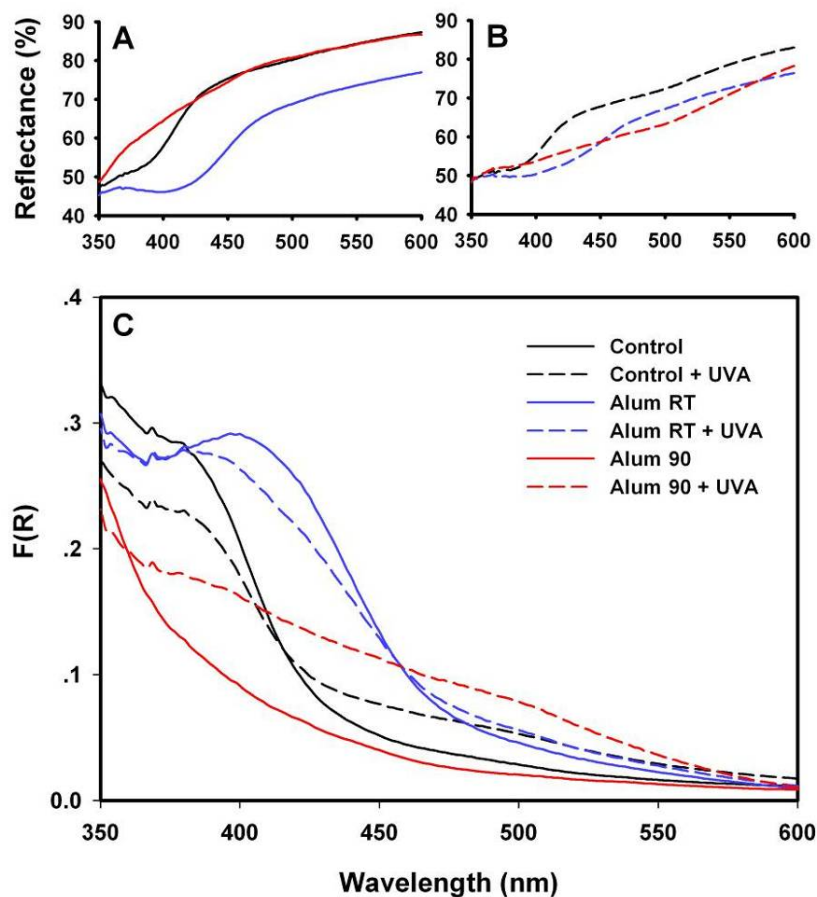 A
B
Reflectance (%)
90
80
70
60
50
40
350 400 450 500 550 600
90
80
70
60
50
40
350 400 450 500 550 600
C
F(R)
.4
.3
.2
.1
0.0
Control
Control + UVA
Alum RT
Alum RT + UVA
Alum 90
Alum 90 + UVA
350 400 450 500 550 600
Wavelength (nm)